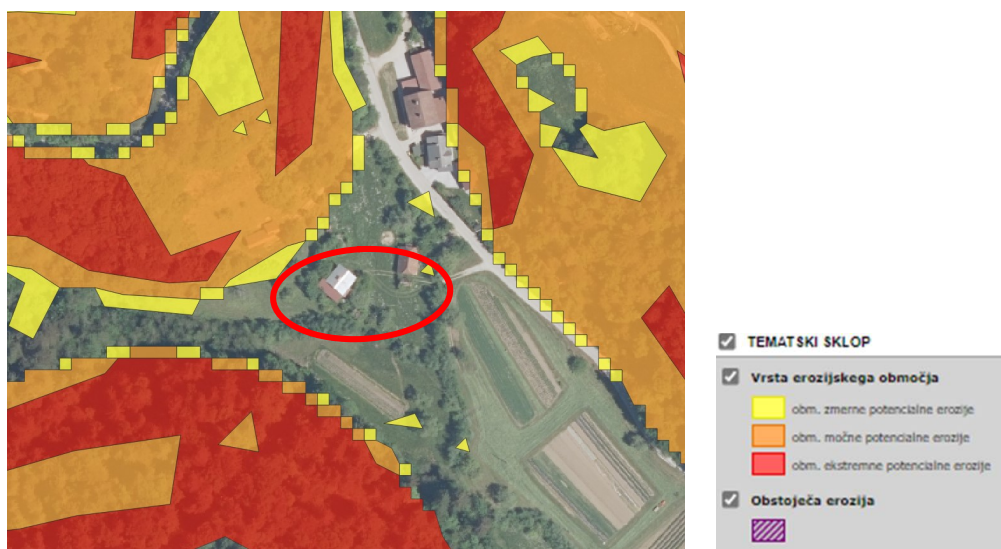 TEMATSKI SKLOP
Vrsta erozijskega območja
obm. zmerne potencialne erozije
obm. močne potencialne erozije
obm. ekstremne potencialne erozije
Obstoječa erozija